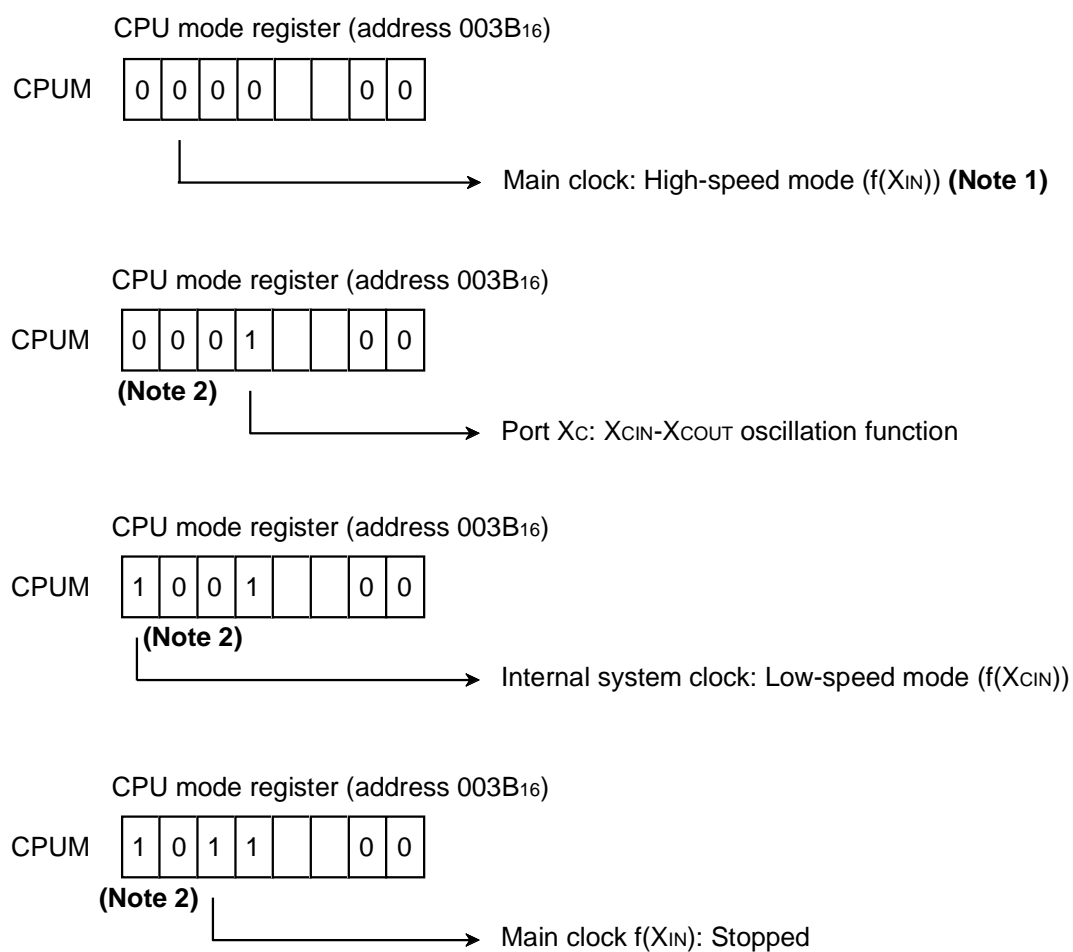 CPU mode register (address 003B16)
CPUM 0 0 0 0 0 0
Main clock: High-speed mode (f(XIN)) (Note 1)
CPU mode register (address 003B16)
CPUM 0 0 0 1 0 0
(Note 2)
Port XC: XCIN-XCOUT oscillation function
CPU mode register (address 003B16)
CPUM 1 0 0 1 0 0
(Note 2)
Internal system clock: Low-speed mode (f(XCIN))
CPU mode register (address 003B16)
CPUM 1 0 1 1 0 0
(Note 2)
Main clock f(XIN): Stopped